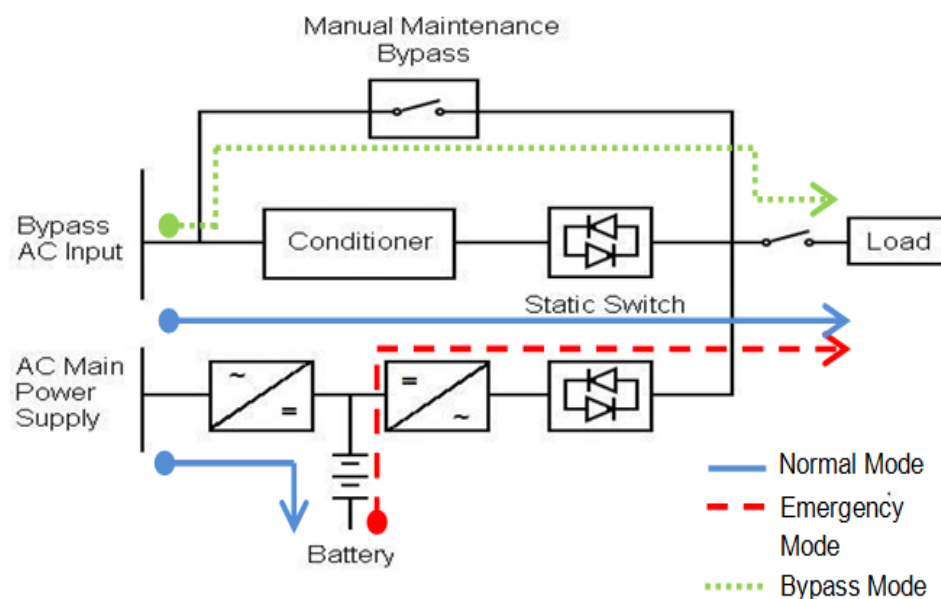 Manual Maintenance
Bypass
Bypass
AC Input
Conditioner
Load
Static Switch
AC Main
Power
Supply
~
=
=
~
Battery
Normal Mode
Emergency
Mode
Bypass Mode